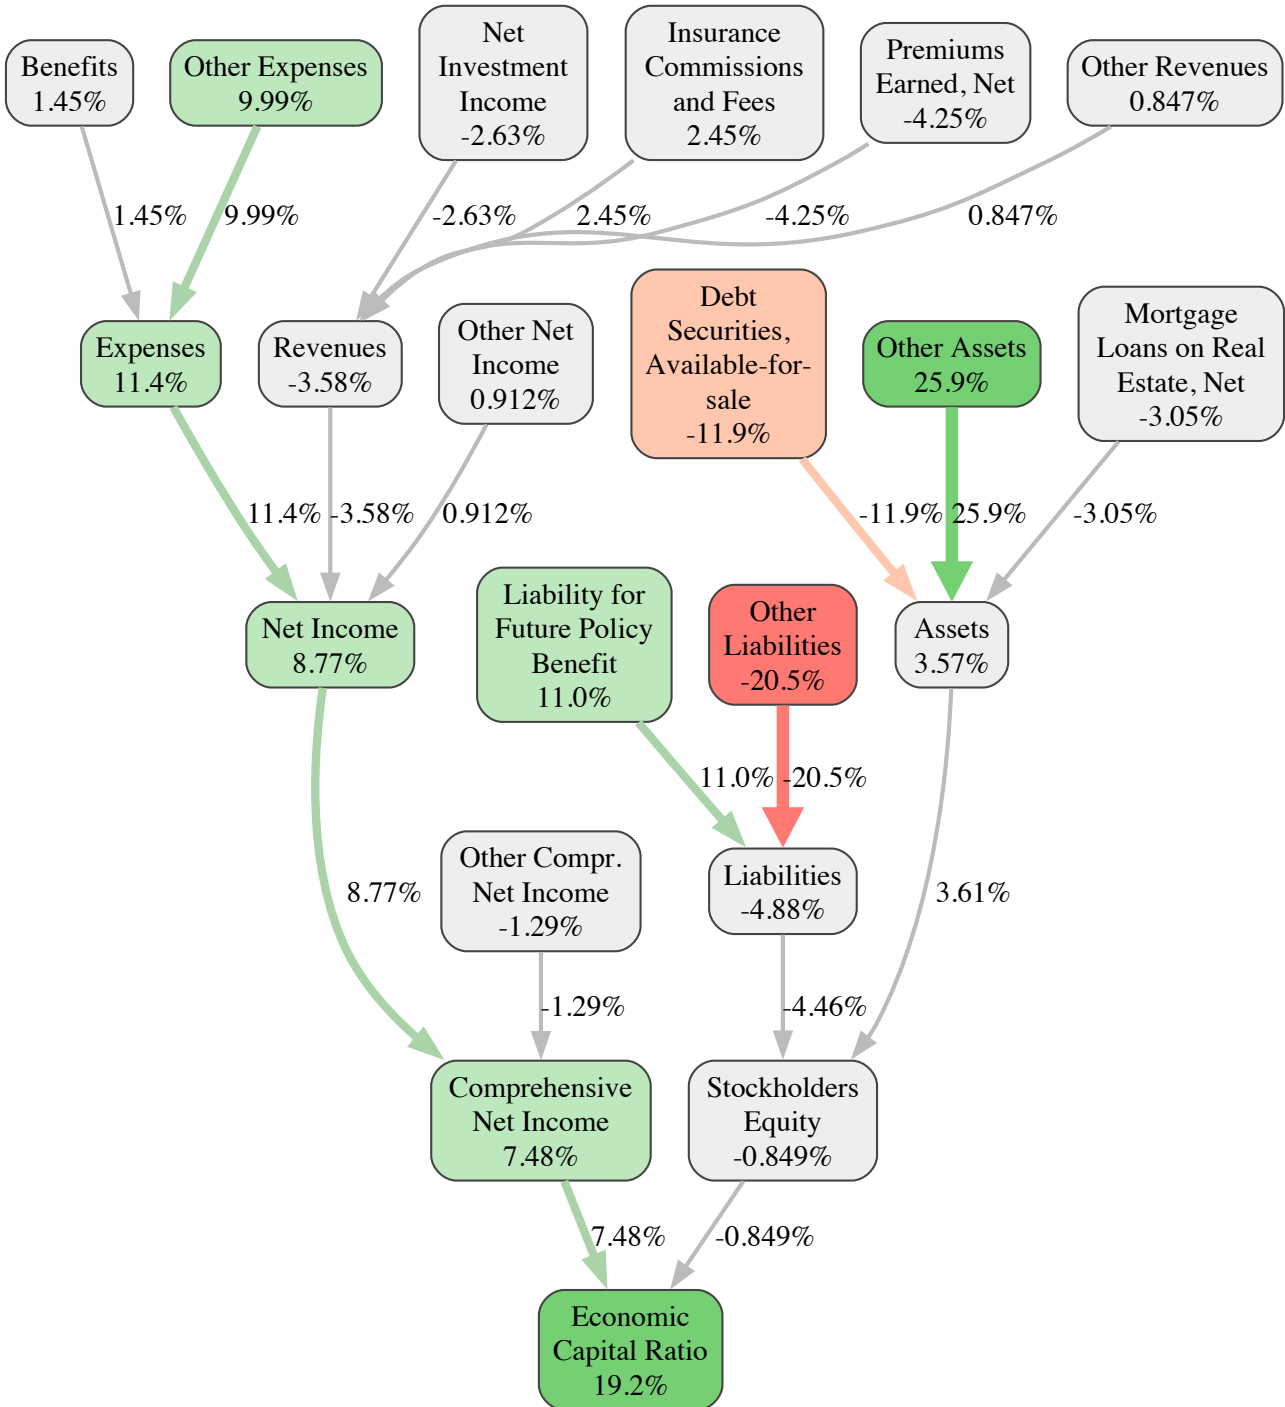 Benefits
1.45%
Other Expenses
9.99%
Net
Investment
Income
-2.63%
Insurance
Commissions
and Fees
2.45%
Premiums
Earned, Net
-4.25%
Other Revenues
0.847%
1.45%
9.99%
-2.63%
2.45%
-4.25%
0.847%
Expenses
11.4%
Revenues
-3.58%
Other Net
Income
0.912%
Debt
Securities,
Available-for-
sale
-11.9%
Other Assets
25.9%
Mortgage
Loans on Real
Estate, Net
-3.05%
11.4%
-3.58%
0.912%
-11.9%
25.9%
-3.05%
Net Income
8.77%
Liability for
Future Policy
Benefit
11.0%
Other
Liabilities
-20.5%
Assets
3.57%
11.0%
-20.5%
Other Compr.
Net Income
-1.29%
Liabilities
-4.88%
8.77%
3.61%
-1.29%
-4.46%
Comprehensive
Net Income
7.48%
Stockholders
Equity
-0.849%
7.48%
-0.849%
Economic
Capital Ratio
19.2%